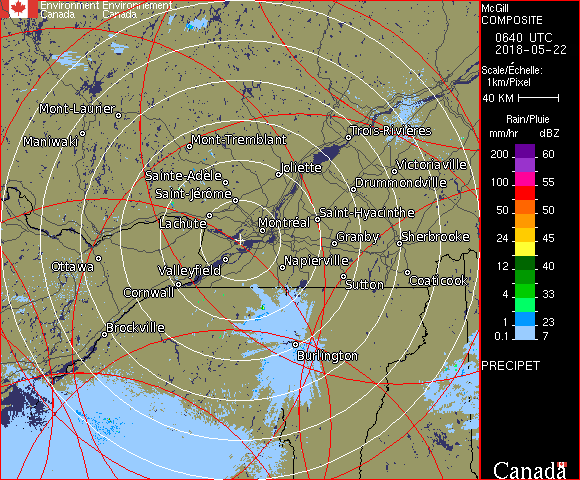 Environment Environnement
Canada Canada
McGill
COMPOSITE
0640 UTC
2018-05-22
Scale/Échelle:
1km/Pixel
40 KM
Rain/Pluie
mm/hr dBZ
200 60
100 55
50 50
24 45
12 40
4 33
1 23
0.1 7
PRECIPET
Canada
Mont-Laurier
Maniwaki
Mont-Tremblant
Trois-Rivières
Joliette
Victoriaville
Sainte-Adèle
Drummondville
Saint-Jérôme
Saint-Hyacinthe
Lachute
Montréal
Granby
Sherbrooke
Ottawa
Valleyfield
Napierville
Cornwall
Sutton
Coaticook
Brockville
Burlington